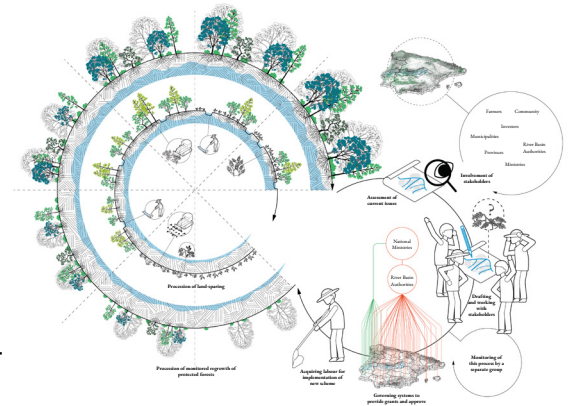 Farmers
Community
Investors
Municipalities
River Basin
Authorities
Provinces
Ministries
Involvement of
stakeholders
Assessment of
current issues
?
National
Ministries
River Basin
Authorities
Drafting
and working
with
stakeholders
Procession of land-sparing
Monitoring of
this process by a
separate group
Acquiring labour for
implementation of
new scheme
Procession of monitored regrowth of
protected forests
Governing systems to
provide grants and approve